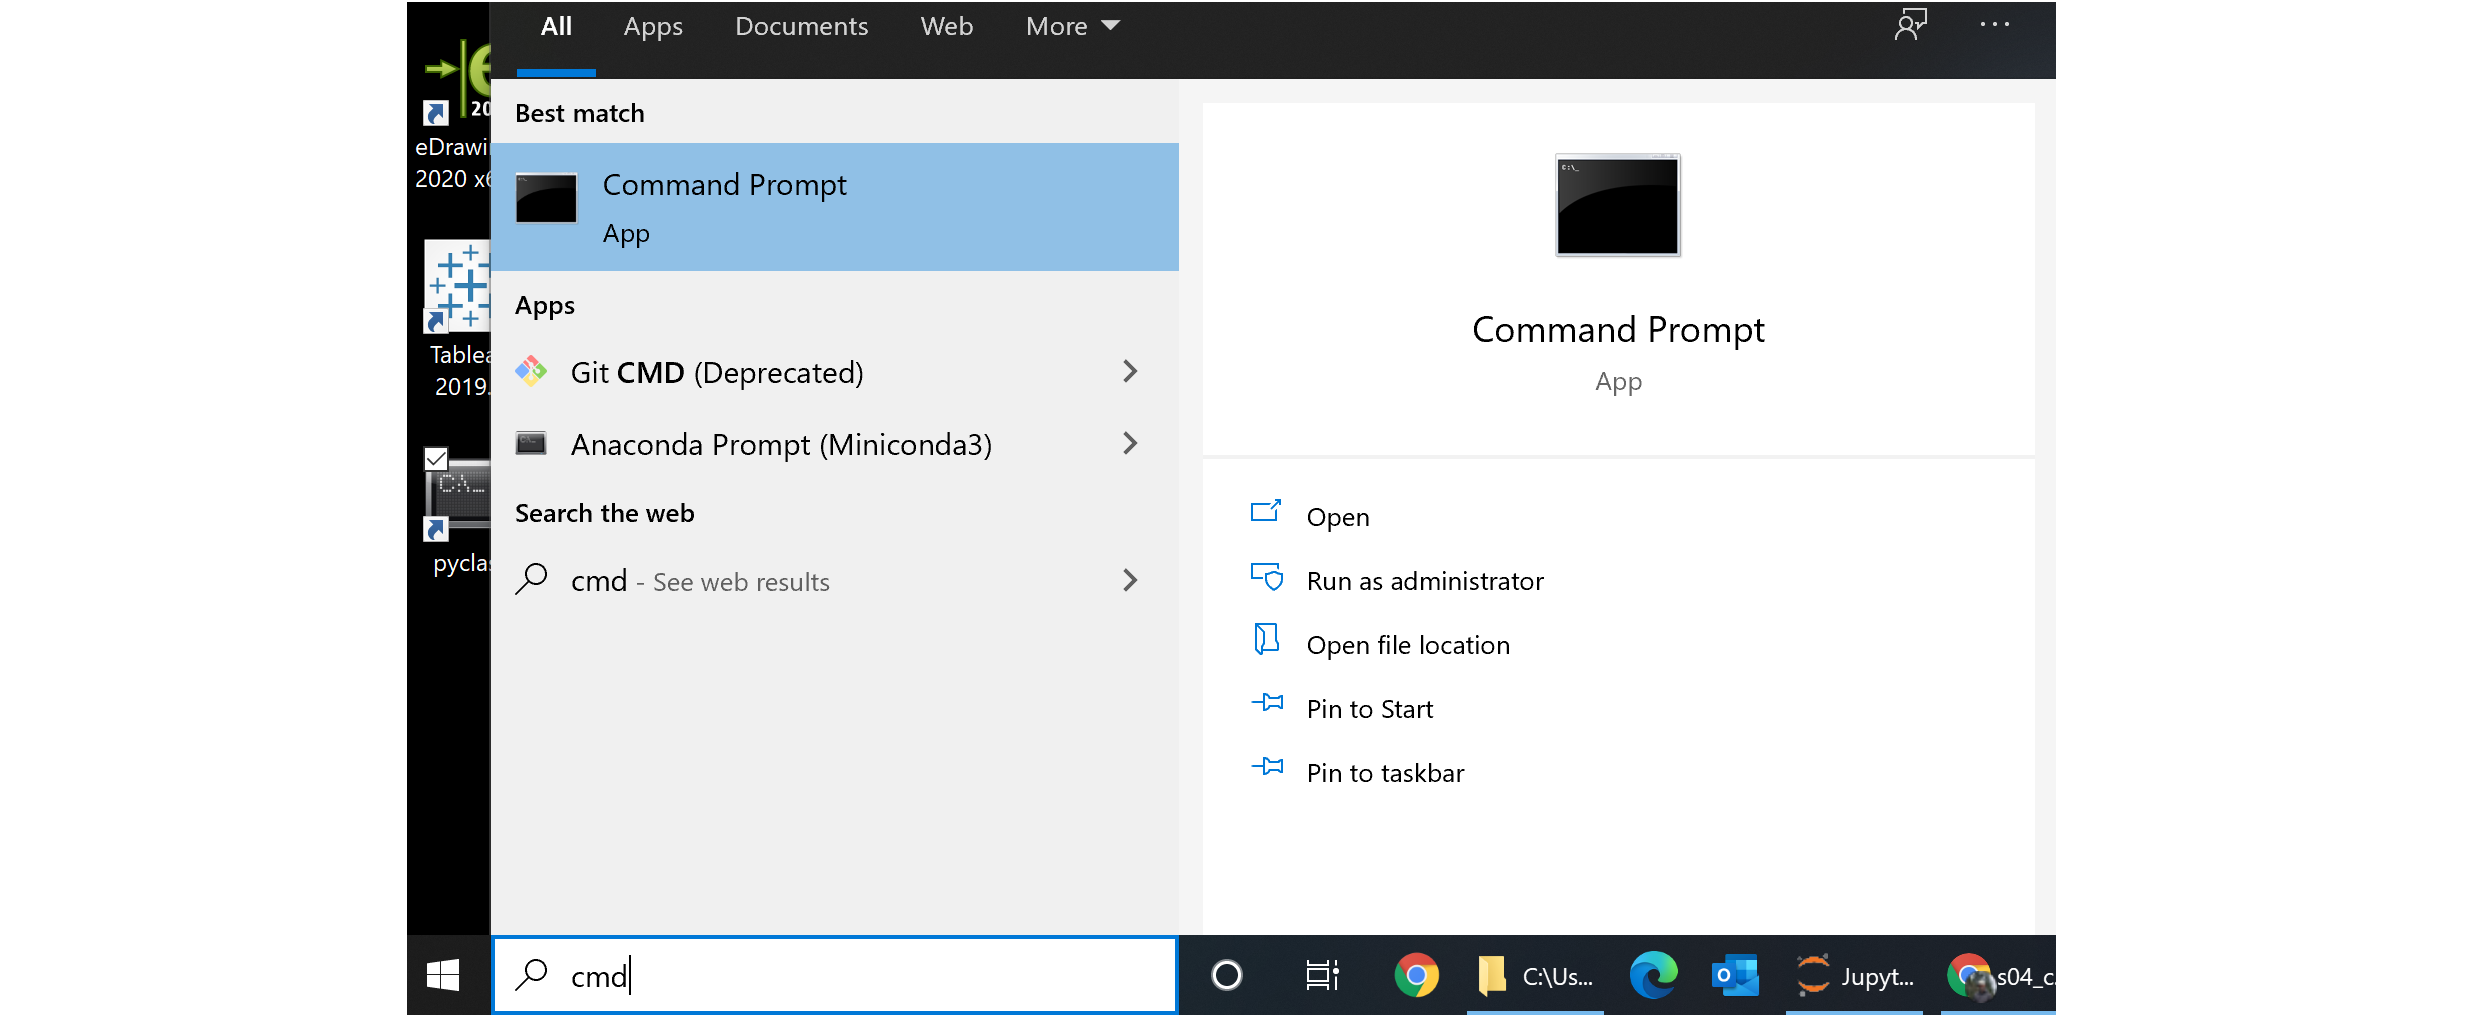 All Apps Documents Web More
20
eDrawi
2020 x6
Tablea
2019.
C:\_
pyclas
Best match
Command Prompt
App
Apps
Git CMD (Deprecated)
Anaconda Prompt (Miniconda3)
Search the web
cmd - See web results
C:\_
Command Prompt
App
Open
Run as administrator
Open file location
Pin to Start
Pin to taskbar
cmd
C:\Us...
Jupyt...
s04_c.